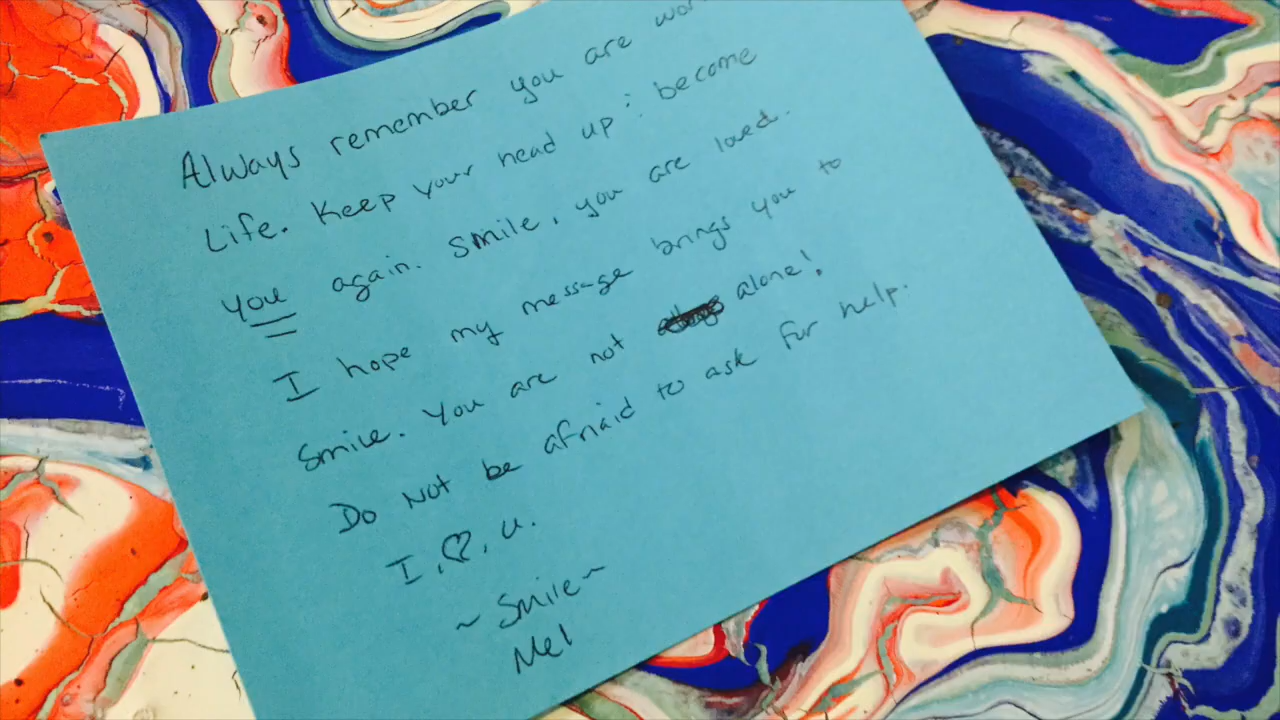 Always remember you are
Life. Keep your head up : become
you again. Smile, you are loved.
I hope my message brings you to
smile. You are not alone!
Do not be afraid to ask for help.
I, ♡, u.
~ Smile ~
Mel